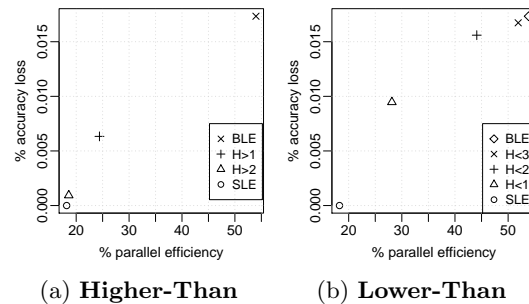 % accuracy loss
0.015
0.010
0.005
0.000
× BLE
+ H>1
△ H>2
○ SLE
20 30 40 50
% parallel efficiency
(a) Higher-Than
% accuracy loss
0.015
0.010
0.005
0.000
◇ BLE
× H<3
+ H<2
△ H<1
○ SLE
20 30 40 50
% parallel efficiency
(b) Lower-Than